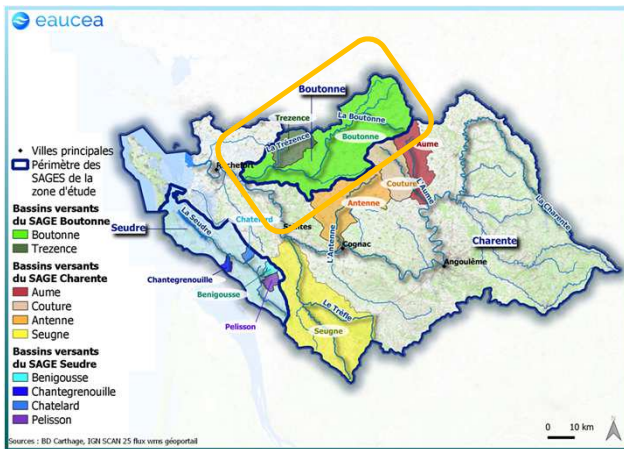 eaucea
Villes principales
Périmètre des
SAGES de la
zone d'étude
Bassins versants
du SAGE Boutonne
Boutonne
Trezence
Bassins versants
du SAGE Charente
Aume
Couture
Antenne
Seugne
Bassins versants
du SAGE Seudre
Benigousse
Chantegrenouille
Chatelard
Pelisson
Sources : BD Carthage, IGN SCAN 25 flux wms géoportail
Boutonne
Trezence
La Boutonne
La Trézence
Boutonne
Aume
L'Aume
Couture
La Charente
Seudre
La Seudre
Chatelard
Antenne
L'Antenne
Cognac
Charente
Angoulême
Chantegrenouille
Benigousse
Pelisson
Le Tréfle
Seugne
0 10 km